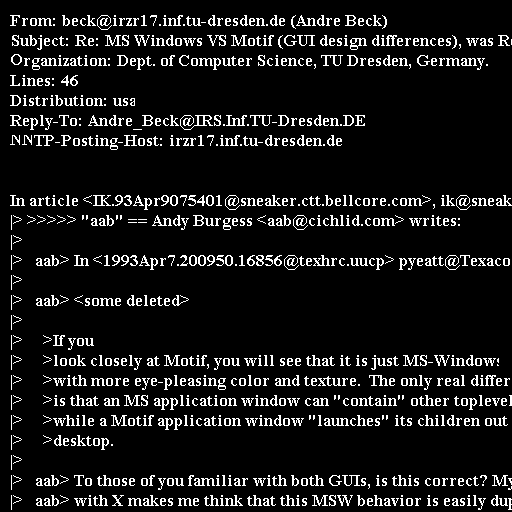 From: beck@irzr17.inf.tu-dresden.de (Andre Beck)
Subject: Re: MS Windows VS Motif (GUI design differences), was
Organization: Dept. of Computer Science, TU Dresden, Germany.
Lines: 46
Distribution: usa
Reply-To: Andre_Beck@IRS.Inf.TU-Dresden.DE
NNTP-Posting-Host: irzr17.inf.tu-dresden.de
In article <IK.93Apr9075401@sneaker.ctt.bellcore.com>, ik@sneak
|> >>>>> "aab" == Andy Burgess <aab@cichlid.com> writes:
|>
|>   aab> In <1993Apr7.200950.16856@texhrc.uucp> pyeatt@Texaco
|>
|>   aab> <some deleted>
|>
|>     >If you
|>     >look closely at Motif, you will see that it is just MS-Windows
|>     >with more eye-pleasing color and texture.  The only real differ
|>     >is that an MS application window can "contain" other toplevel
|>     >while a Motif application window "launches" its children out
|>     >desktop.
|>
|>   aab> To those of you familiar with both GUIs, is this correct? My
|>   aab> with X makes me think that this MSW behavior is easily dup